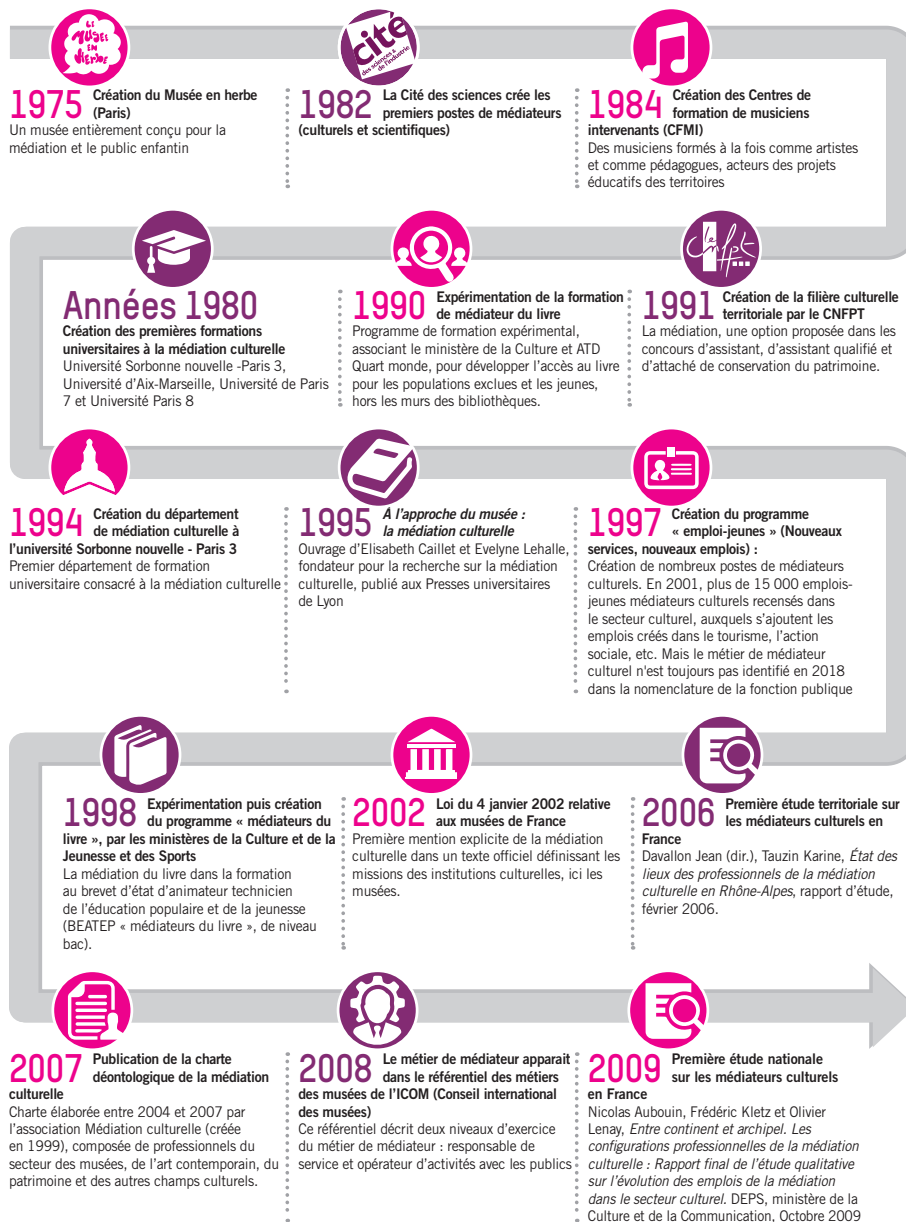 LE
MUSÉE
EN
HERBE
cité
des sciences &
de l'industrie
1975 Création du Musée en herbe
(Paris)
Un musée entièrement conçu pour la
médiation et le public enfantin
1982 La Cité des sciences crée les
premiers postes de médiateurs
(culturels et scientifiques)
1984 Création des Centres de
formation de musiciens
intervenants (CFMI)
Des musiciens formés à la fois comme artistes
et comme pédagogues, acteurs des projets
éducatifs des territoires
Années 1980
Création des premières formations
universitaires à la médiation culturelle
Université Sorbonne nouvelle -Paris 3,
Université d'Aix-Marseille, Université de Paris
7 et Université Paris 8
1990 Expérimentation de la formation
de médiateur du livre
Programme de formation expérimental,
associant le ministère de la Culture et ATD
Quart monde, pour développer l'accès au livre
pour les populations exclues et les jeunes,
hors les murs des bibliothèques.
le cnfpt
1991 Création de la filière culturelle
territoriale par le CNFPT
La médiation, une option proposée dans les
concours d'assistant, d'assistant qualifié et
d'attaché de conservation du patrimoine.
1994 Création du département
de médiation culturelle à
l'université Sorbonne nouvelle - Paris 3
Premier département de formation
universitaire consacré à la médiation culturelle
1995 À l'approche du musée :
la médiation culturelle
Ouvrage d'Elisabeth Caillet et Evelyne Lehalle,
fondateur pour la recherche sur la médiation
culturelle, publié aux Presses universitaires
de Lyon
1997 Création du programme
« emploi-jeunes » (Nouveaux
services, nouveaux emplois) :
Création de nombreux postes de médiateurs
culturels. En 2001, plus de 15 000 emplois-
jeunes médiateurs culturels recensés dans
le secteur culturel, auxquels s'ajoutent les
emplois créés dans le tourisme, l'action
sociale, etc. Mais le métier de médiateur
culturel n'est toujours pas identifié en 2018
dans la nomenclature de la fonction publique
1998 Expérimentation puis création
du programme « médiateurs du
livre », par les ministères de la Culture et de la
Jeunesse et des Sports
La médiation du livre dans la formation
au brevet d'état d'animateur technicien
de l'éducation populaire et de la jeunesse
(BEATEP « médiateurs du livre », de niveau
bac).
2002 Loi du 4 janvier 2002 relative
aux musées de France
Première mention explicite de la médiation
culturelle dans un texte officiel définissant les
missions des institutions culturelles, ici les
musées.
2006 Première étude territoriale sur
les médiateurs culturels en
France
Davallon Jean (dir.), Tauzin Karine, État des
lieux des professionnels de la médiation
culturelle en Rhône-Alpes, rapport d'étude,
février 2006.
2007 Publication de la charte
déontologique de la médiation
culturelle
Charte élaborée entre 2004 et 2007 par
l'association Médiation culturelle (créée
en 1999), composée de professionnels du
secteur des musées, de l'art contemporain, du
patrimoine et des autres champs culturels.
2008 Le métier de médiateur apparait
dans le référentiel des métiers
des musées de l'ICOM (Conseil international
des musées)
Ce référentiel décrit deux niveaux d'exercice
du métier de médiateur : responsable de
service et opérateur d'activités avec les publics
2009 Première étude nationale
sur les médiateurs culturels
en France
Nicolas Aubouin, Frédéric Kletz et Olivier
Lenay, Entre continent et archipel. Les
configurations professionnelles de la médiation
culturelle : Rapport final de l'étude qualitative
sur l'évolution des emplois de la médiation
dans le secteur culturel. DEPS, ministère de la
Culture et de la Communication, Octobre 2009